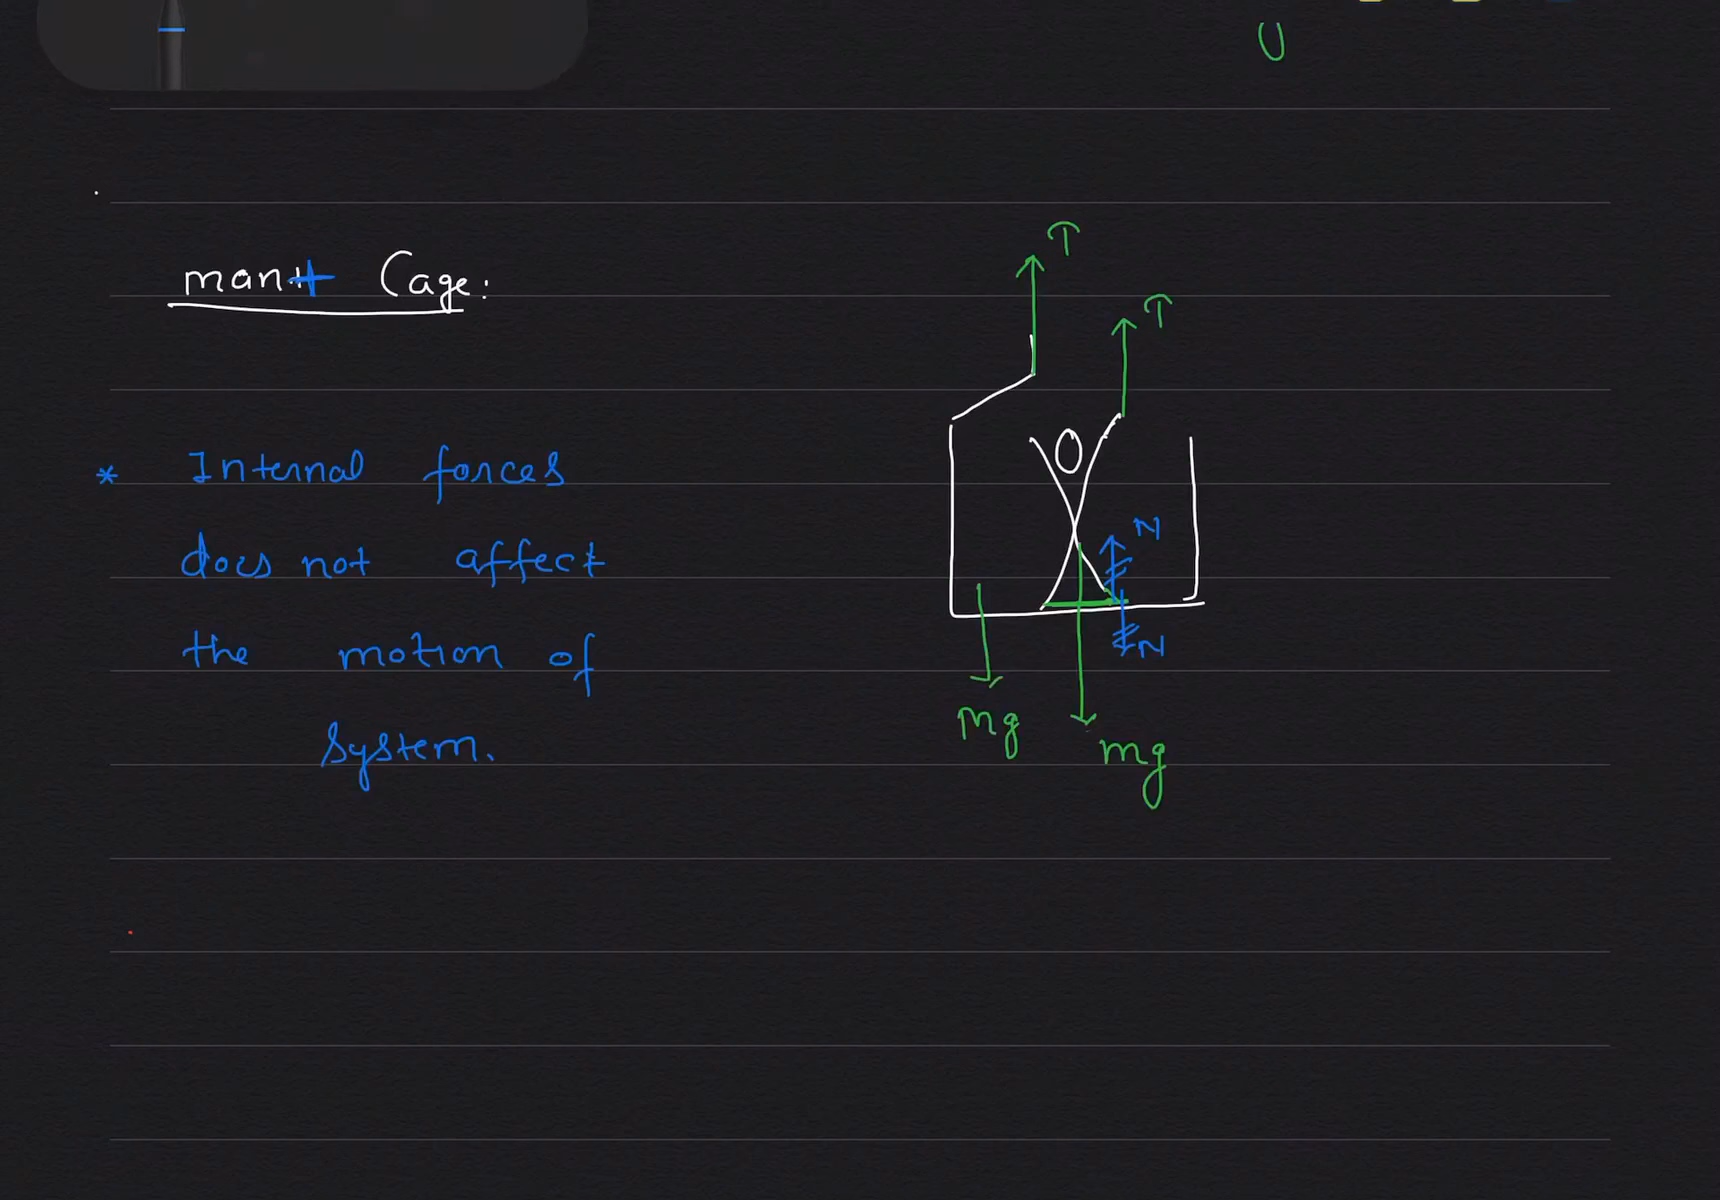 U
man+ Cage:
* Internal forces
does not affect
the motion of
system.
T
T
N
N
Mg
mg